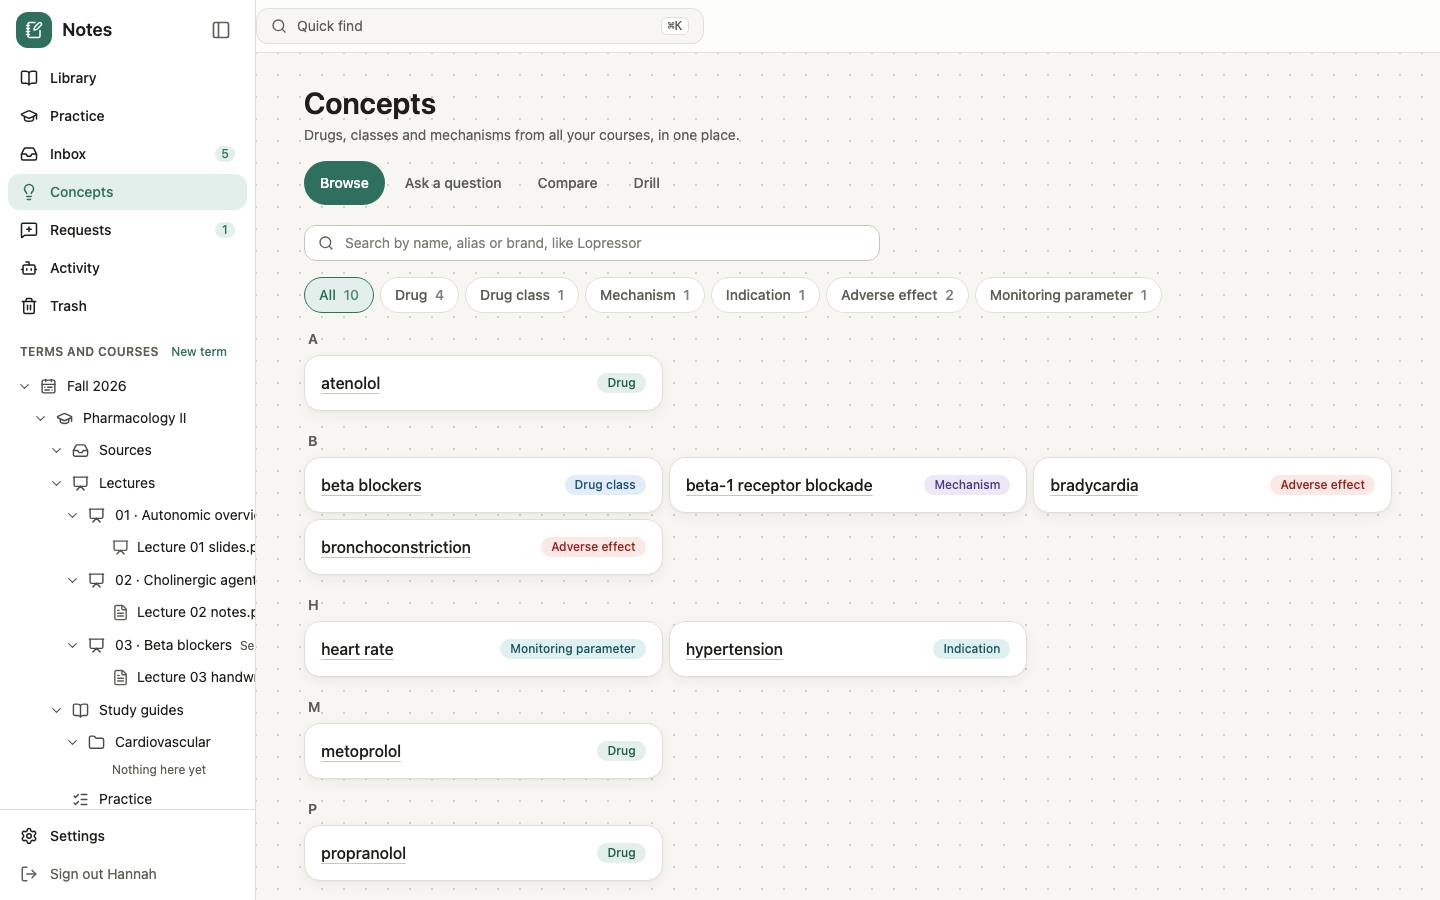 Notes
Library
Practice
Inbox 5
Concepts
Requests 1
Activity
Trash
TERMS AND COURSES New term
Fall 2026
Pharmacology II
Sources
Lectures
01 · Autonomic
Lecture 01 slides.p
02 · Cholinergic agent
Lecture 02 notes.p
03 · Beta blockers Se
Lecture 03
Study guides
Cardiovascular
Nothing here yet
Practice
Settings
Sign out Hannah
Quick find ⌘K
Concepts
Drugs, classes and mechanisms from all your courses, in one place.
Browse Ask a question Compare Drill
Search by name, alias or brand, like Lopressor
All 10 Drug 4 Drug class 1 Mechanism 1 Indication 1 Adverse effect 2 Monitoring parameter 1
A
atenolol Drug
B
beta blockers Drug class beta-1 receptor blockade Mechanism bradycardia Adverse effect
bronchoconstriction Adverse effect
H
heart rate Monitoring parameter hypertension Indication
M
metoprolol Drug
P
propranolol Drug